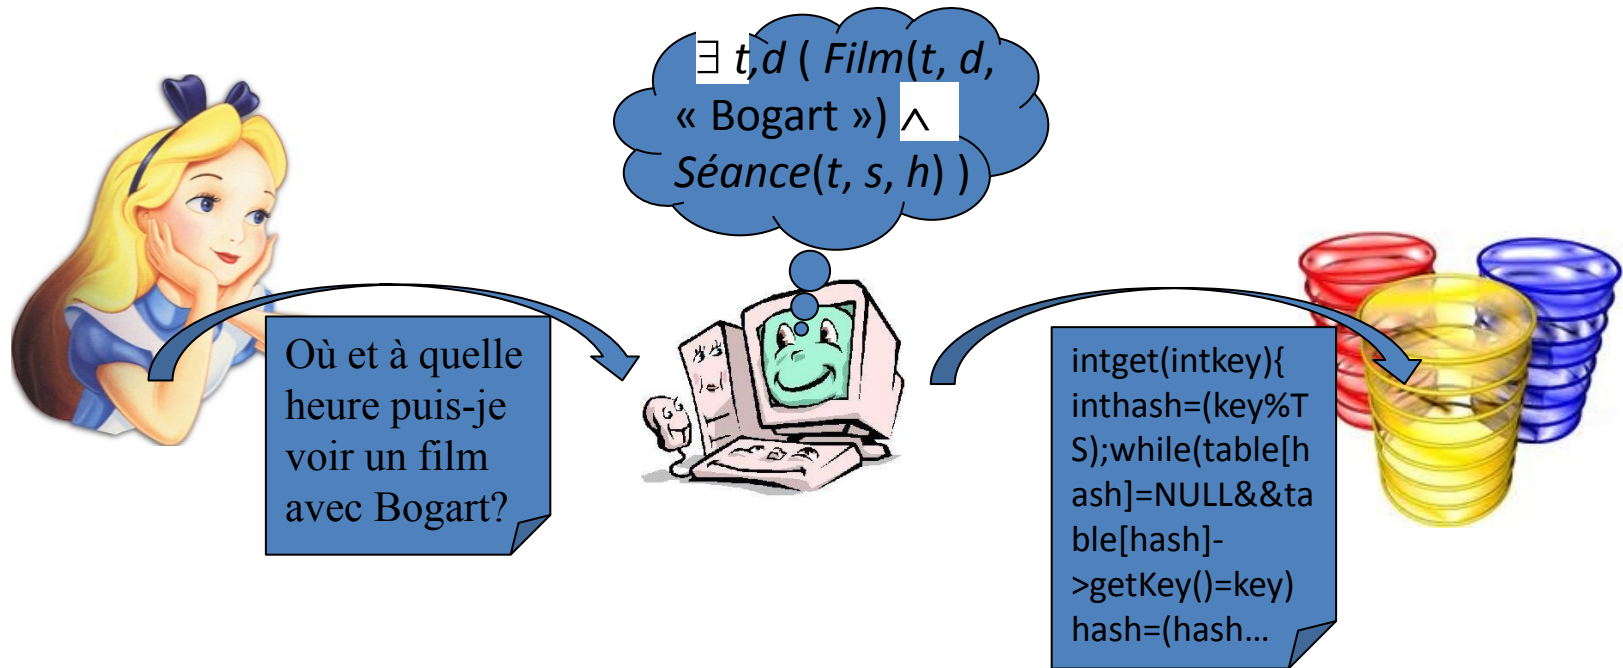 ∃ t,d ( Film(t, d,
« Bogart ») ∧
Séance(t, s, h) )
Où et à quelle
heure puis-je
voir un film
avec Bogart?
intget(intkey){
inthash=(key%T
S);while(table[h
ash]=NULL&&ta
ble[hash]-
>getKey()=key)
hash=(hash...